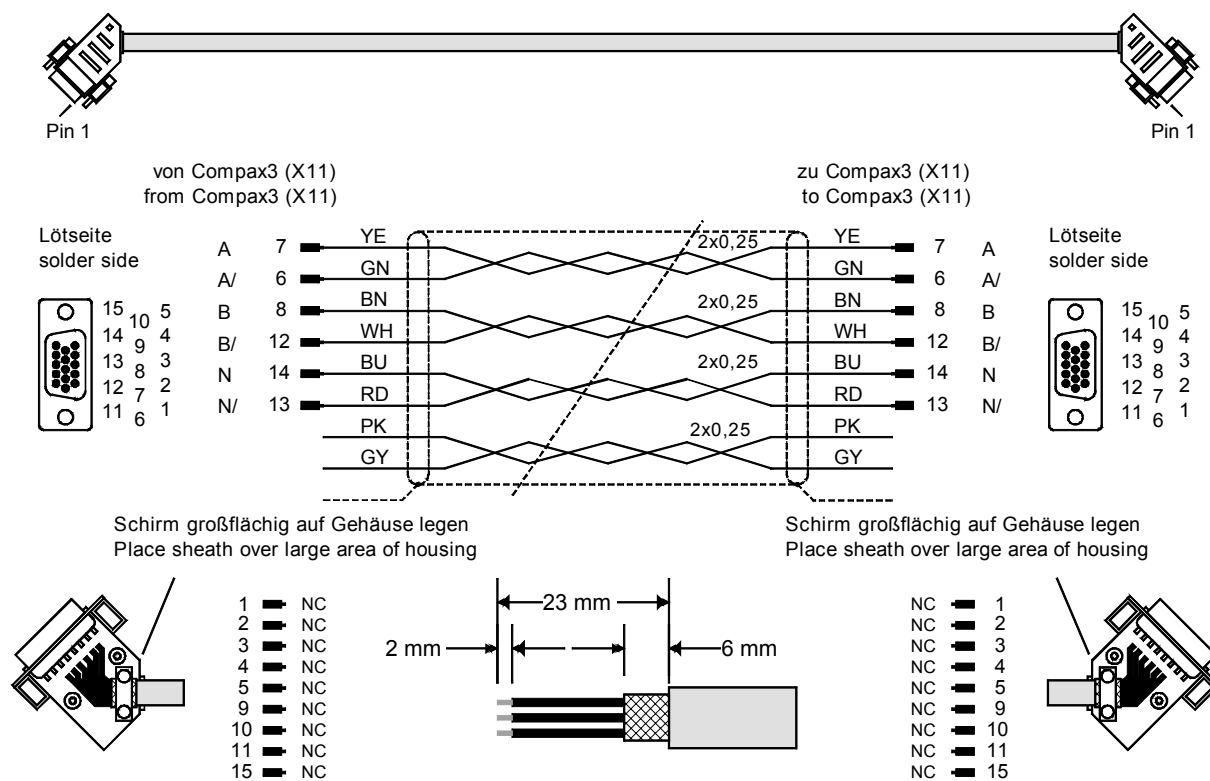 Pin 1
Pin 1
von Compax3 (X11)
from Compax3 (X11)
zu Compax3 (X11)
to Compax3 (X11)
Lötseite
solder side
15
10
5
14
9
4
13
8
3
12
7
2
11
6
1
A 7 YE 2x0,25 YE 7 A
A/ 6 GN GN 6 A/
B 8 BN 2x0,25 BN 8 B
B/ 12 WH WH 12 B/
N 14 BU 2x0,25 BU 14 N
N/ 13 RD RD 13 N/
PK 2x0,25 PK
GY GY
Lötseite
solder side
15
10
5
14
9
4
13
8
3
12
7
2
11
6
1
Schirm großflächig auf Gehäuse legen
Place sheath over large area of housing
Schirm großflächig auf Gehäuse legen
Place sheath over large area of housing
1 NC
2 NC
3 NC
4 NC
5 NC
9 NC
10 NC
11 NC
15 NC
23 mm
2 mm
6 mm
NC 1
NC 2
NC 3
NC 4
NC 5
NC 9
NC 10
NC 11
NC 15